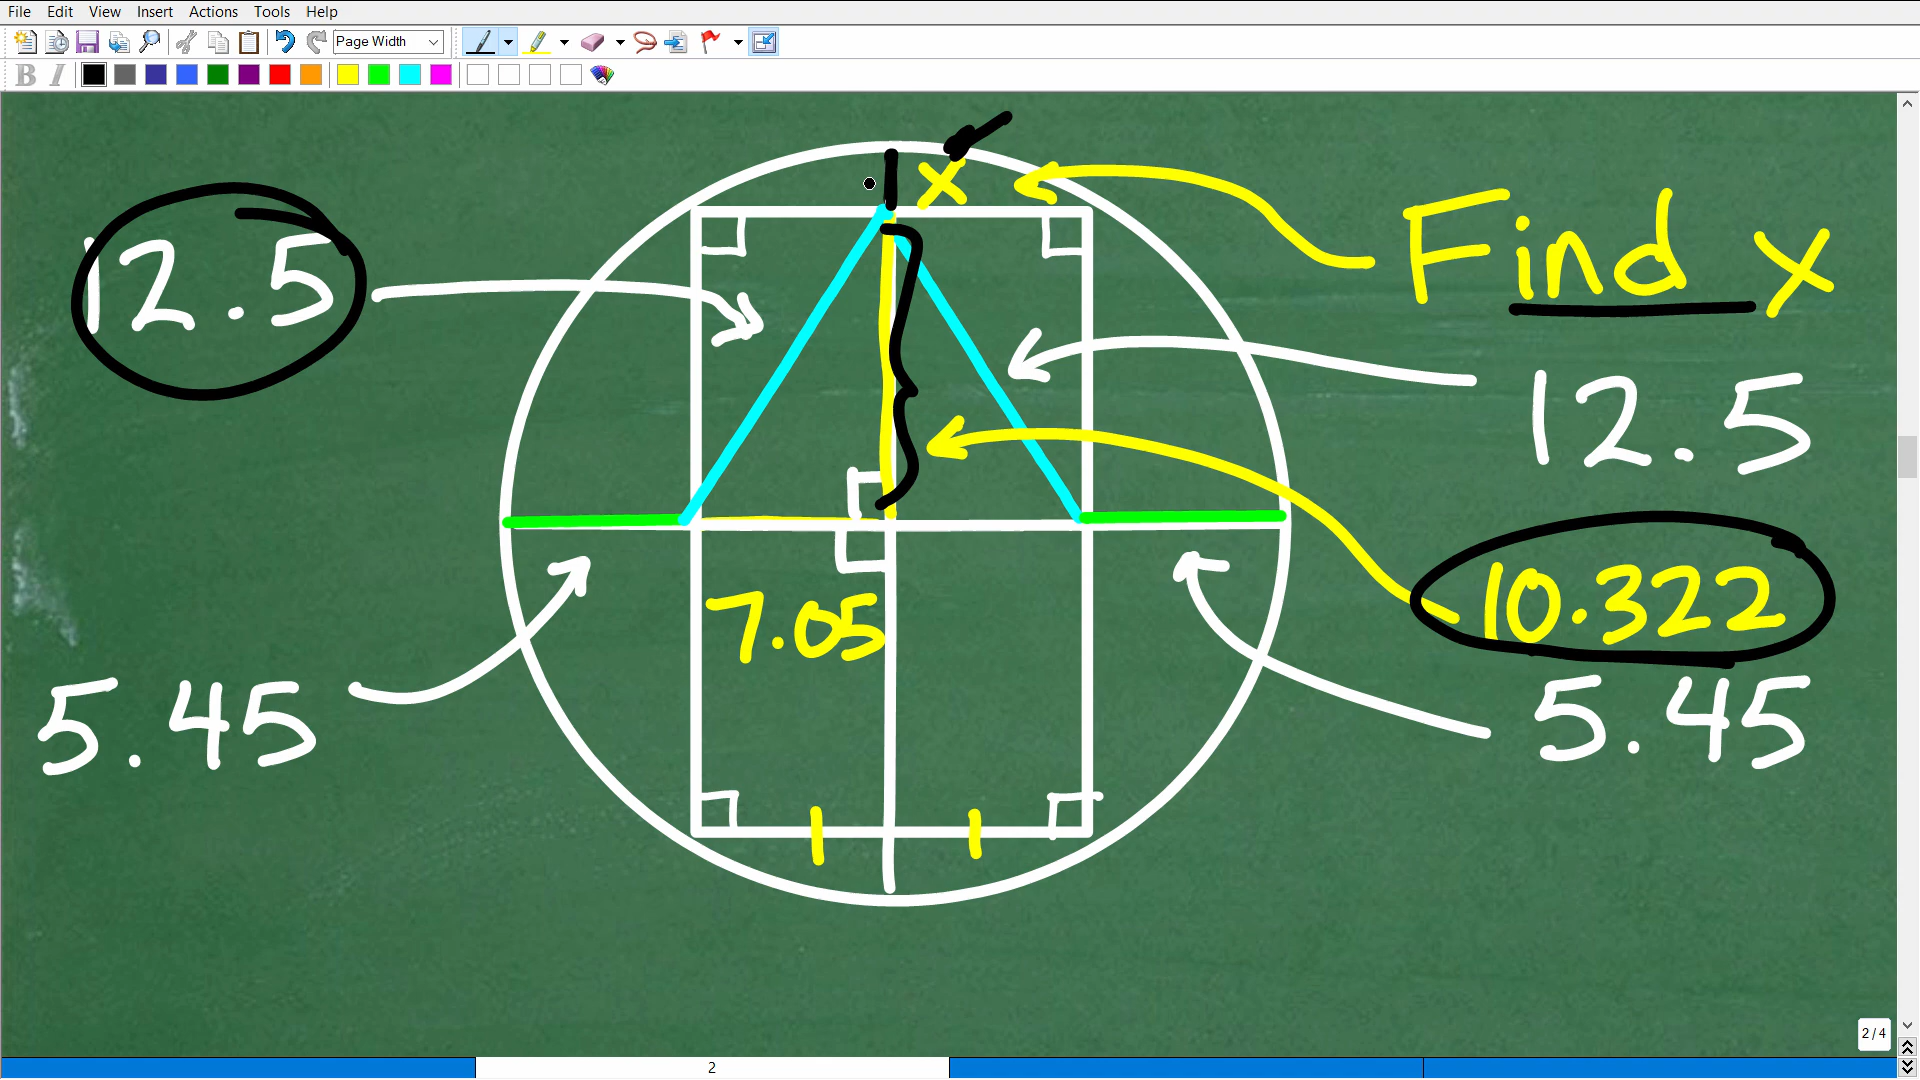 File Edit View Insert Actions Tools Help
Page Width
B I
x
Find x
12.5
12.5
10.322
7.05
5.45
5.45
2 / 4
2